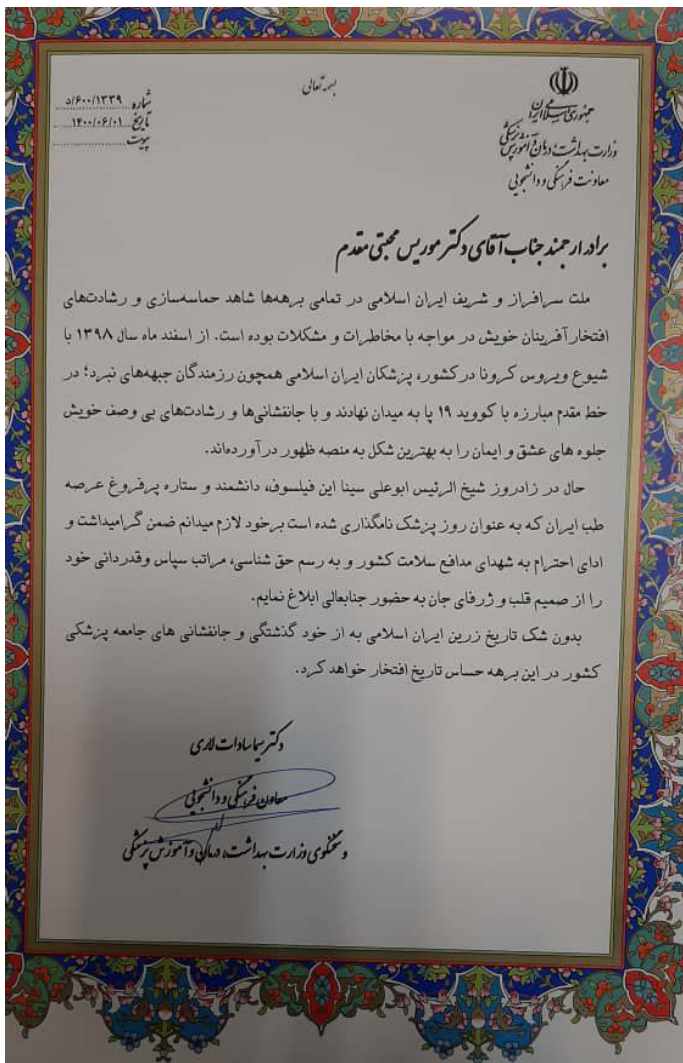 بسمه تعالی
جمهوری اسلامی ایران
وزارت بهداشت، درمان و آموزش پزشکی
معاونت فرهنگی و دانشجویی
شماره ۶۰۰/۱۳۳۹/د
تاریخ ۱۴۰۰/۰۶/۰۱
پیوست
برادر ارجمند جناب آقای دکتر موریس محبتی مقدم
ملت سرافراز و شریف ایران اسلامی در تمامی برهه‌ها شاهد حماسه‌سازی و رشادت‌های
افتخارآفرینان خویش در مواجه با مخاطرات و مشکلات بوده است. از اسفند ماه سال ۱۳۹۸ با
شیوع ویروس کرونا درکشور، پزشکان ایران اسلامی همچون رزمندگان جبهه‌های نبرد؛ در
خط مقدم مبارزه با کووید ۱۹ پا به میدان نهادند و با جانفشانی‌ها و رشادت‌های بی وصف خویش
جلوه های عشق و ایمان را به بهترین شکل به منصه ظهور درآورده‌اند.
حال در زادروز شیخ الرئیس ابوعلی سینا این فیلسوف، دانشمند و ستاره پرفروغ عرصه
طب ایران که به عنوان روز پزشک نامگذاری شده است برخود لازم میدانم ضمن گرامیداشت و
ادای احترام به شهدای مدافع سلامت کشور و به رسم حق شناسی، مراتب سپاس وقدردانی خود
را از صمیم قلب و ژرفای جان به حضور جنابعالی ابلاغ نمایم.
بدون شک تاریخ زرین ایران اسلامی به از خود گذشتگی و جانفشانی های جامعه پزشکی
کشور در این برهه حساس تاریخ افتخار خواهد کرد.
دکتر سیما سادات لاری
معاون فرهنگی و دانشجویی
و سخنگوی وزارت بهداشت، درمان و آموزش پزشکی